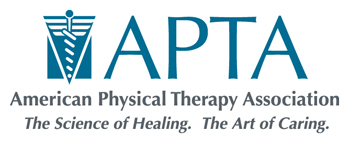 APTA
American Physical Therapy Association
The Science of Healing. The Art of Caring.